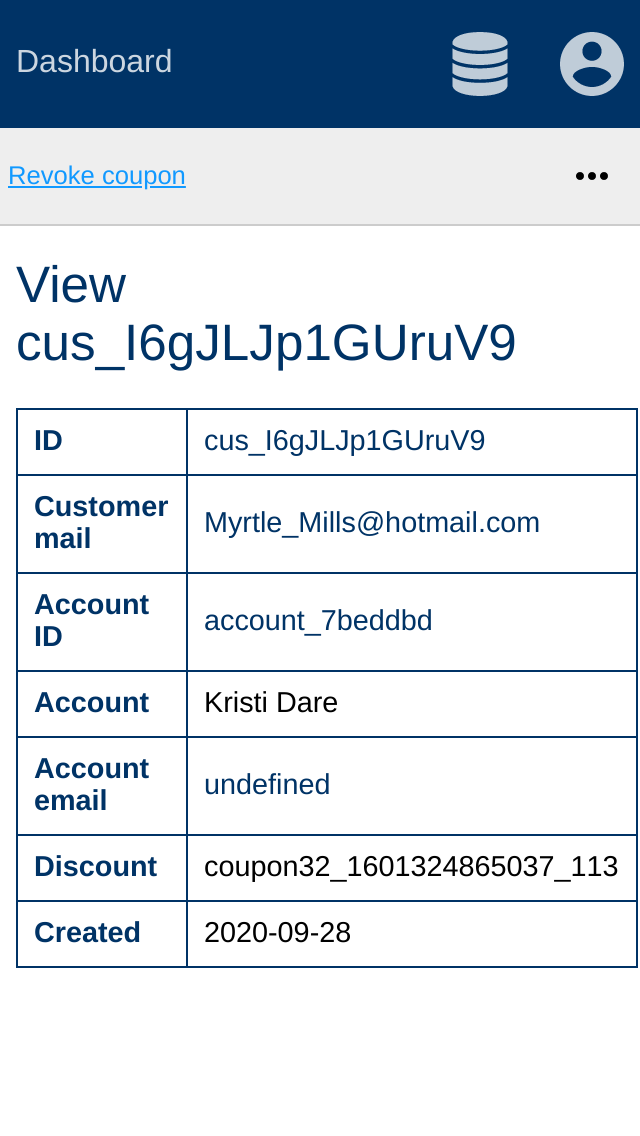 Dashboard
Revoke coupon
View
cus_I6gJLJp1GUruV9
ID
cus_I6gJLJp1GUruV9
Customer
mail
Myrtle_Mills@hotmail.com
Account
ID
account_7beddbd
Account
Kristi Dare
Account
email
undefined
Discount
coupon32_1601324865037_113
Created
2020-09-28